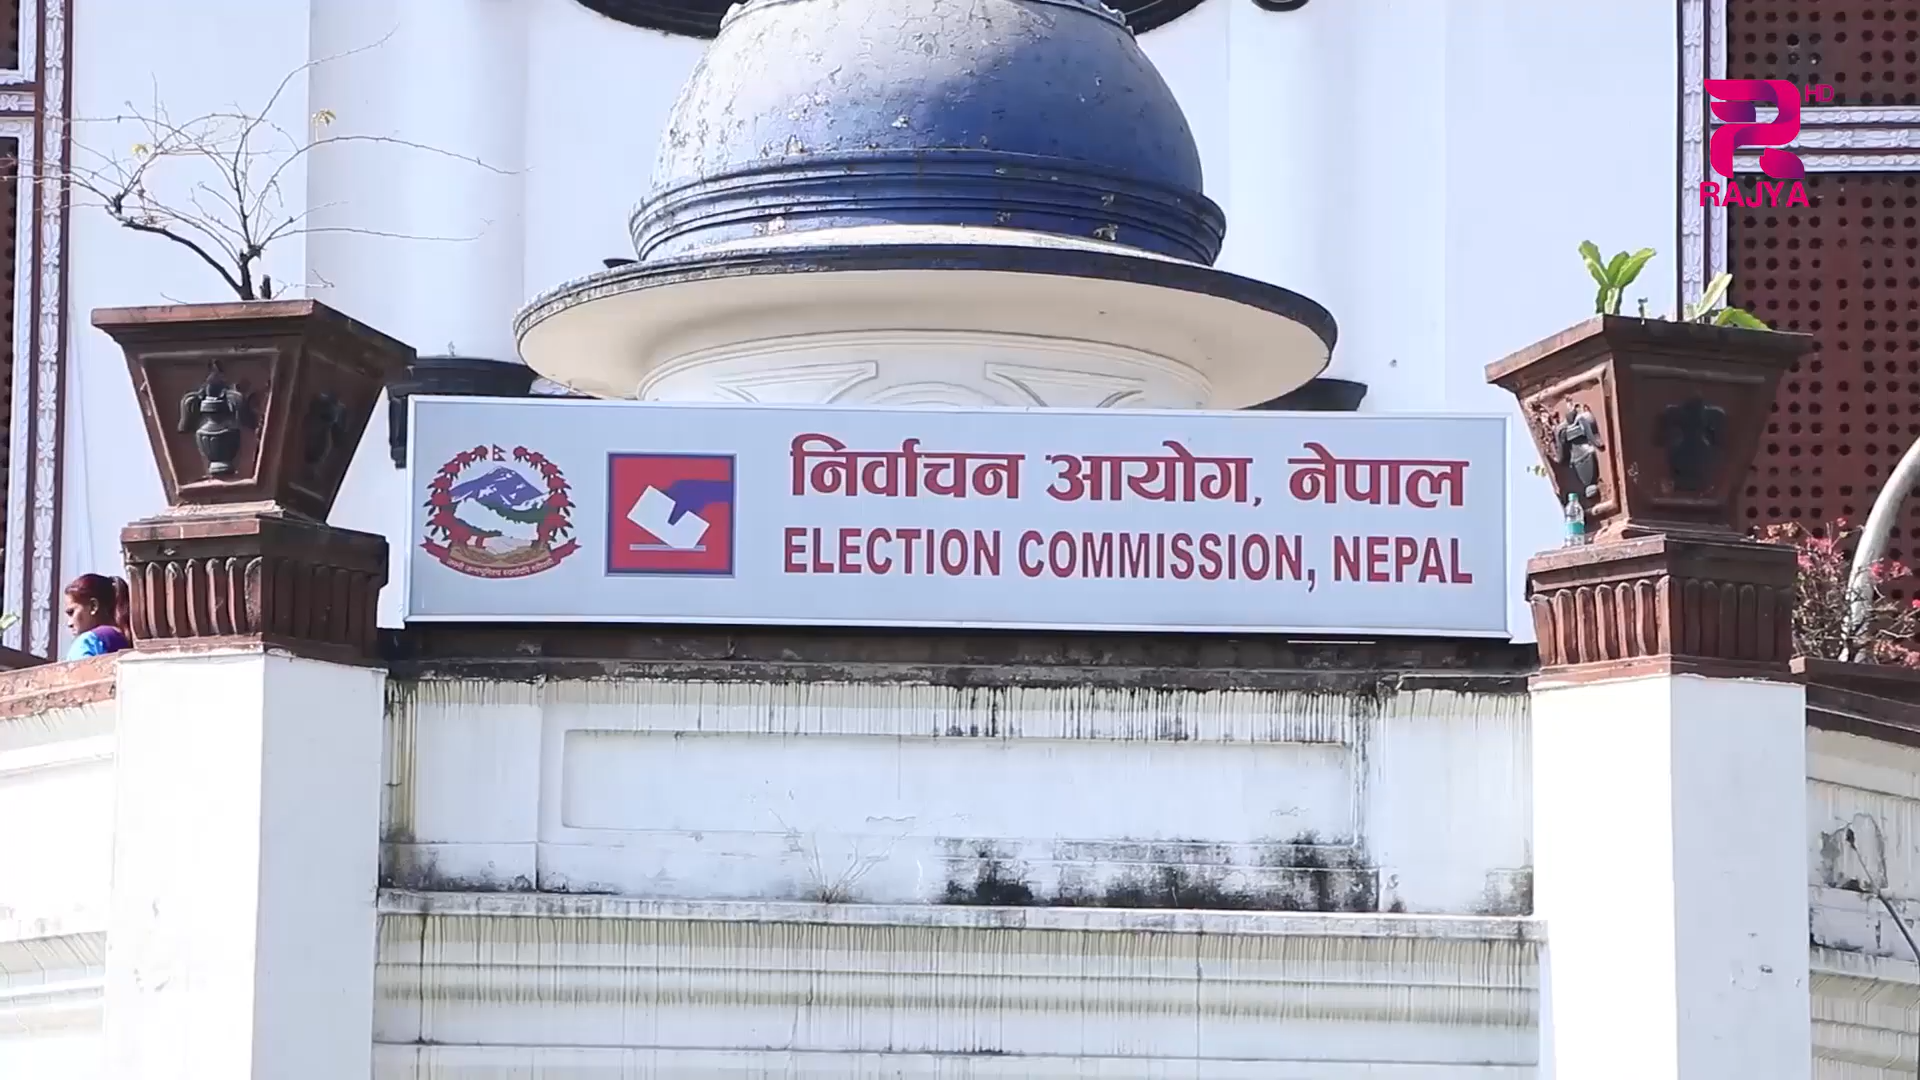 HD
RAJYA
निर्वाचन आयोग, नेपाल
ELECTION COMMISSION, NEPAL